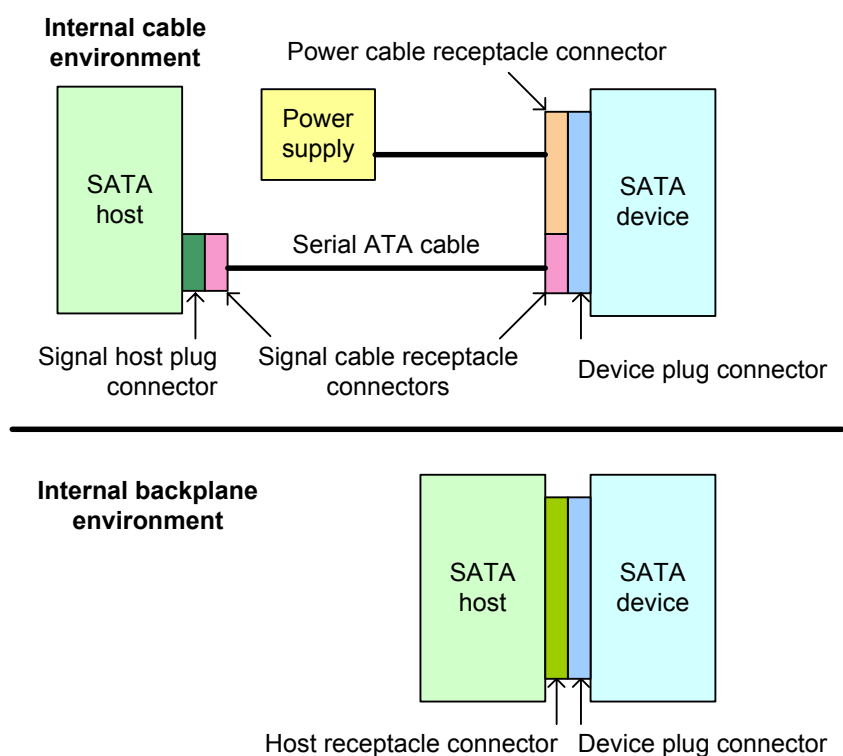 Internal cable
environment
Power cable receptacle connector
Power
supply
SATA
host
SATA
device
Serial ATA cable
Signal host plug
connector
Signal cable receptacle
connectors
Device plug connector
Internal backplane
environment
SATA
host
SATA
device
Host receptacle connector
Device plug connector